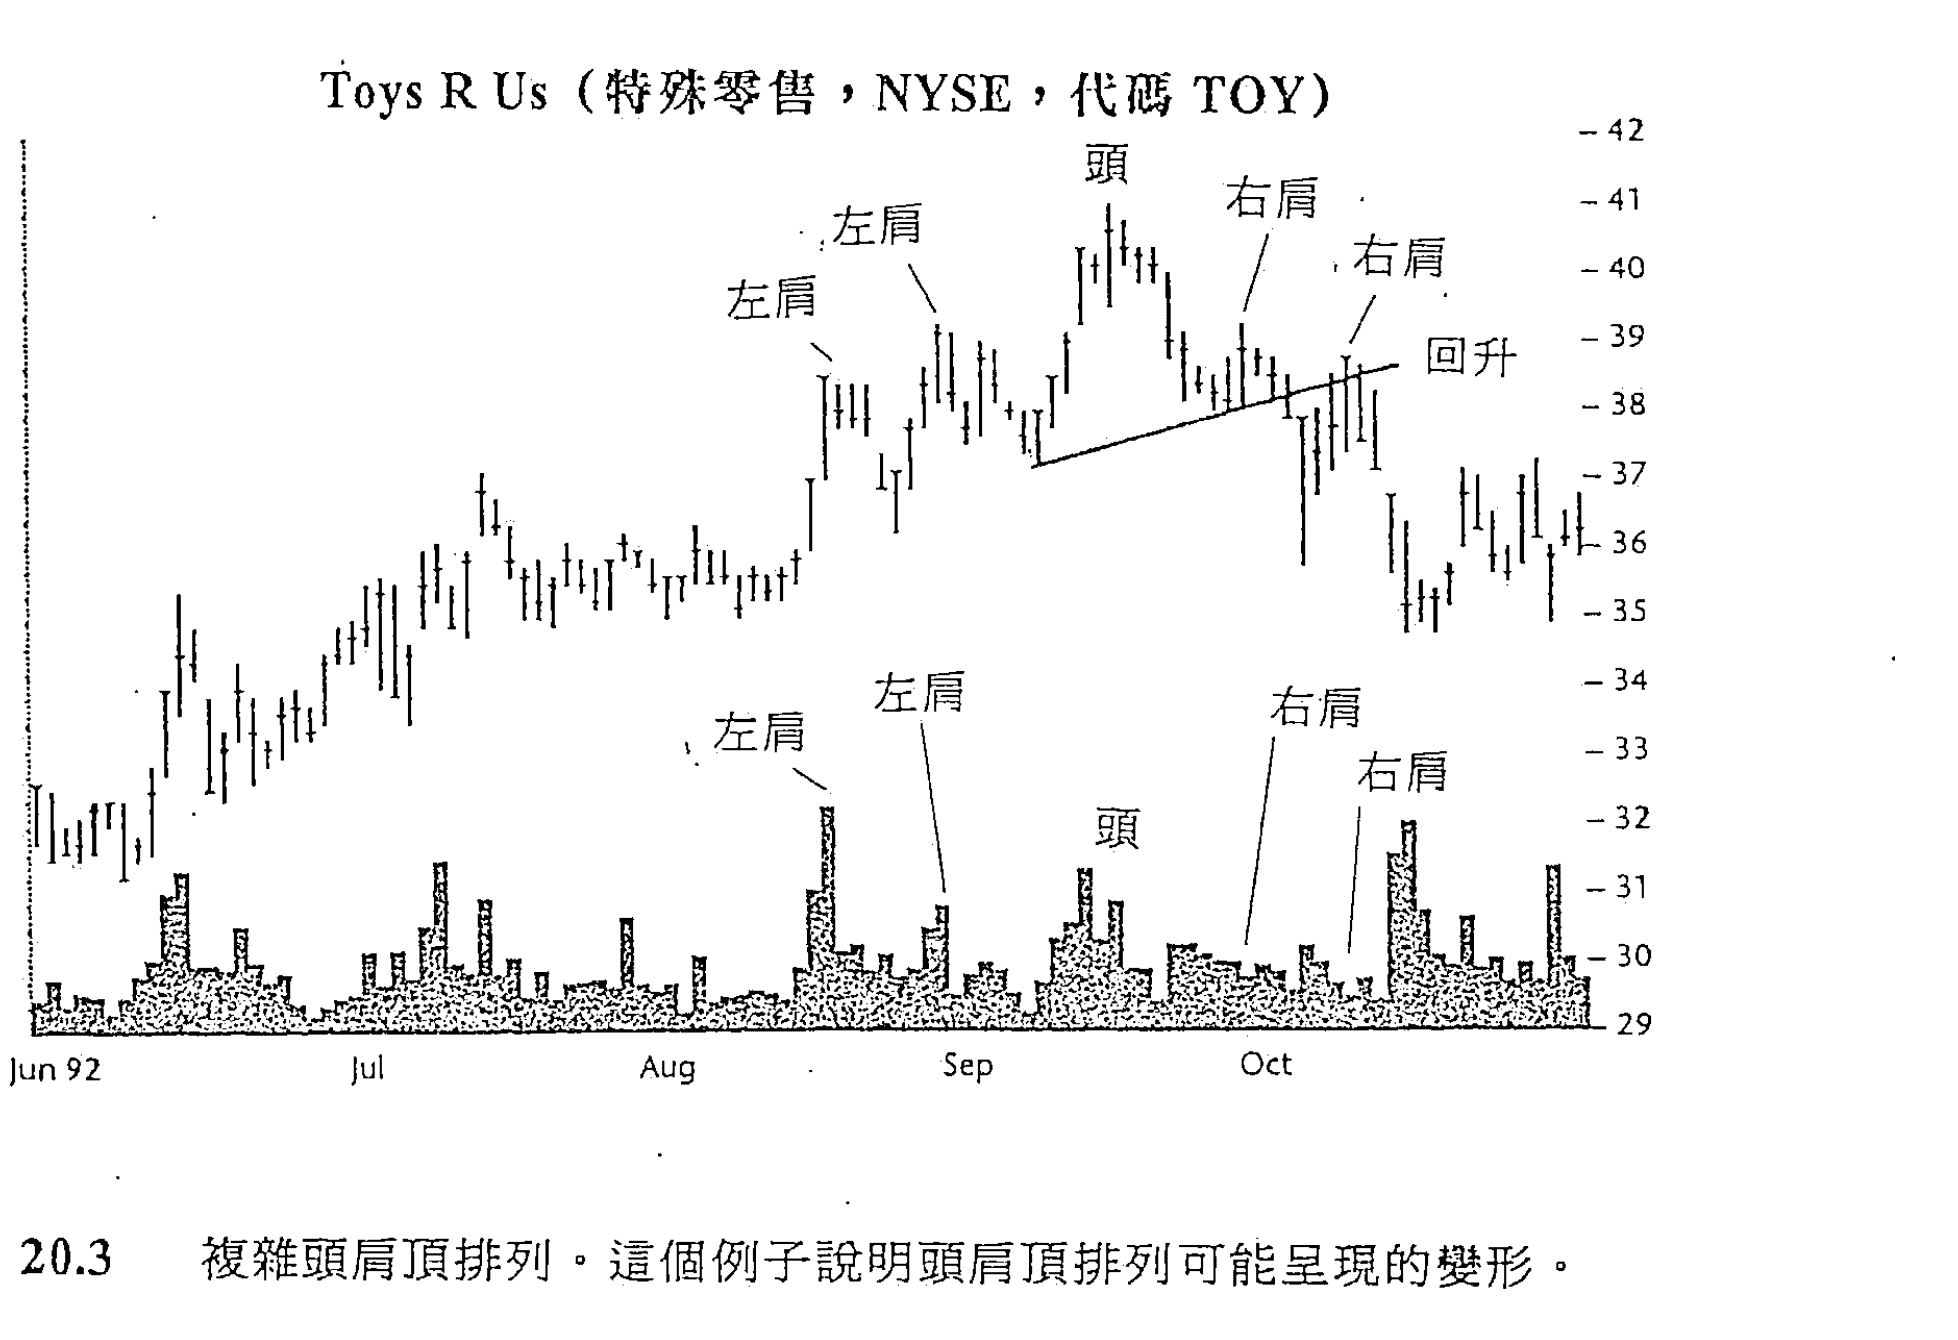 Toys R Us（特殊零售，NYSE，代碼 TOY）
42
頭
41
右肩
左肩
右肩
40
左肩
39
回升
38
37
36
35
34
左肩
右肩
左肩
33
右肩
32
頭
31
30
29
Jun 92 Jul Aug Sep Oct
20.3 複雜頭肩頂排列。這個例子說明頭肩頂排列可能呈現的變形。